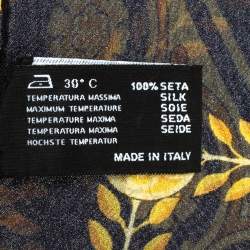 30° C
TEMPERATURA MASSIMA
MAXIMUM TEMPERATURE
TEMPERATURE MAXIMA
TEMPERATURA MAXIMA
HOCHSTE TEMPERATUR
100% SETA
SILK
SOIE
SEDA
SEIDE
MADE IN ITALY